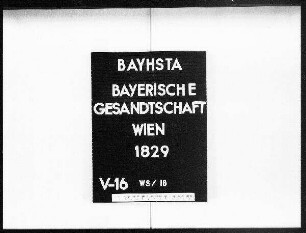 BAYHSTA
BAYERISCHE
GESANDTSCHAFT
WIEN
1829
V-16 WS/18